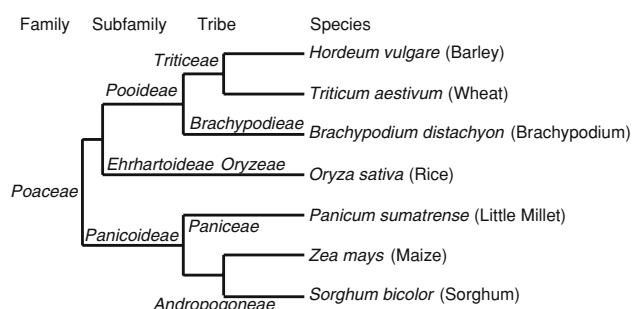 Family Subfamily Tribe Species
Triticeae
Hordeum vulgare (Barley)
Pooideae
Triticum aestivum (Wheat)
Brachypodieae
Brachypodium distachyon (Brachypodium)
Ehrhartoideae Oryzeae
Oryza sativa (Rice)
Poaceae
Paniceae
Panicum sumatrense (Little Millet)
Panicoideae
Zea mays (Maize)
Andropogoneae
Sorghum bicolor (Sorghum)